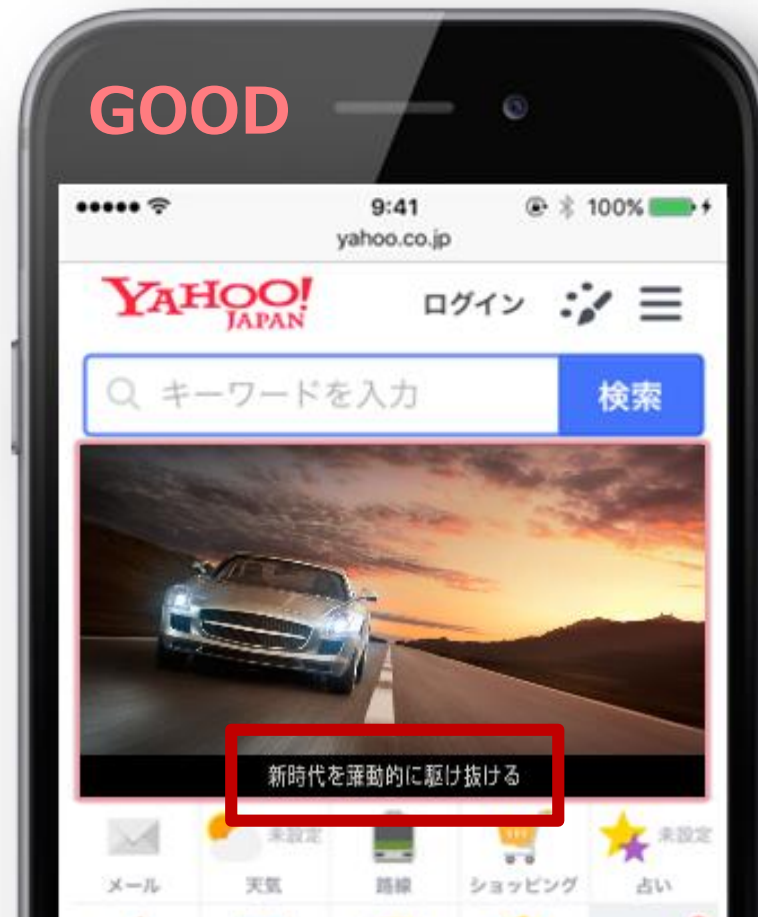 GOOD
9:41
100%
yahoo.co.jp
YAHOO!
JAPAN
ログイン
キーワードを入力
検索
新時代を躍動的に駆け抜ける
未設定
未設定
メール
天気
路線
ショッピング
占い